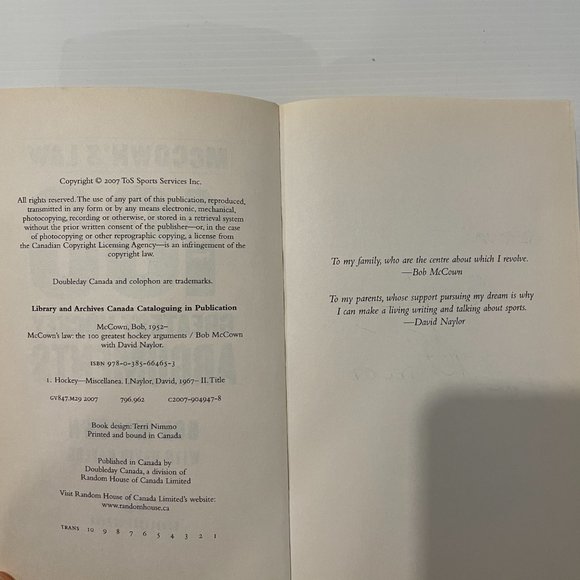 McCOWN'S LAW
Copyright © 2007 ToS Sports Services Inc.
All rights reserved. The use of any part of this publication, reproduced,
transmitted in any form or by any means electronic, mechanical,
photocopying, recording or otherwise, or stored in a retrieval system
without the prior written consent of the publisher—or, in the case
of photocopying or other reprographic copying, a license from
the Canadian Copyright Licensing Agency—is an infringement of the
copyright law.
Doubleday Canada and colophon are trademarks.
Library and Archives Canada Cataloguing in Publication
McCown, Bob, 1952–
McCown's law: the 100 greatest hockey arguments / Bob McCown
with David Naylor.
ISBN 978-0-385-66465-3
1. Hockey—Miscellanea. I.Naylor, David, 1967– II. Title
GV847.M29 2007 796.962 C2007-904947-8
Book design: Terri Nimmo
Printed and bound in Canada
Published in Canada by
Doubleday Canada, a division of
Random House of Canada Limited
Visit Random House of Canada Limited's website:
www.randomhouse.ca
TRANS 10 9 8 7 6 5 4 3 2 1
To my family, who are the centre about which I revolve.
—Bob McCown
To my parents, whose support pursuing my dream is why
I can make a living writing and talking about sports.
—David Naylor